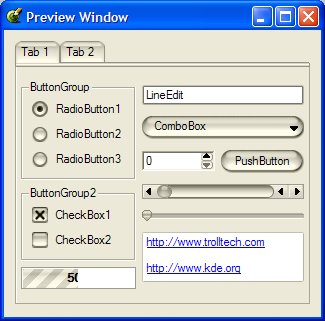 Preview Window
Tab 1 Tab 2
ButtonGroup
RadioButton1
RadioButton2
RadioButton3
ButtonGroup2
CheckBox1
CheckBox2
50
LineEdit
ComboBox
0 PushButton
http://www.trolltech.com
http://www.kde.org